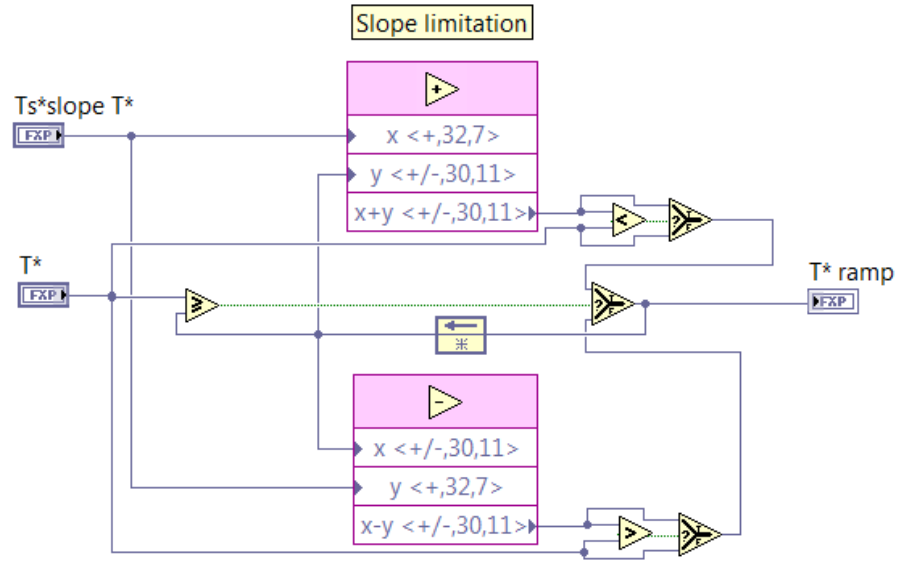 Slope limitation
Ts*slope T*
FXP
+
x <+,32,7>
y <+/-,30,11>
x+y <+/-,30,11>
<
?
T
F
T*
FXP
≥
?
T
F
T* ramp
FXP
-
x <+/-,30,11>
y <+,32,7>
x-y <+/-,30,11>
>
?
T
F